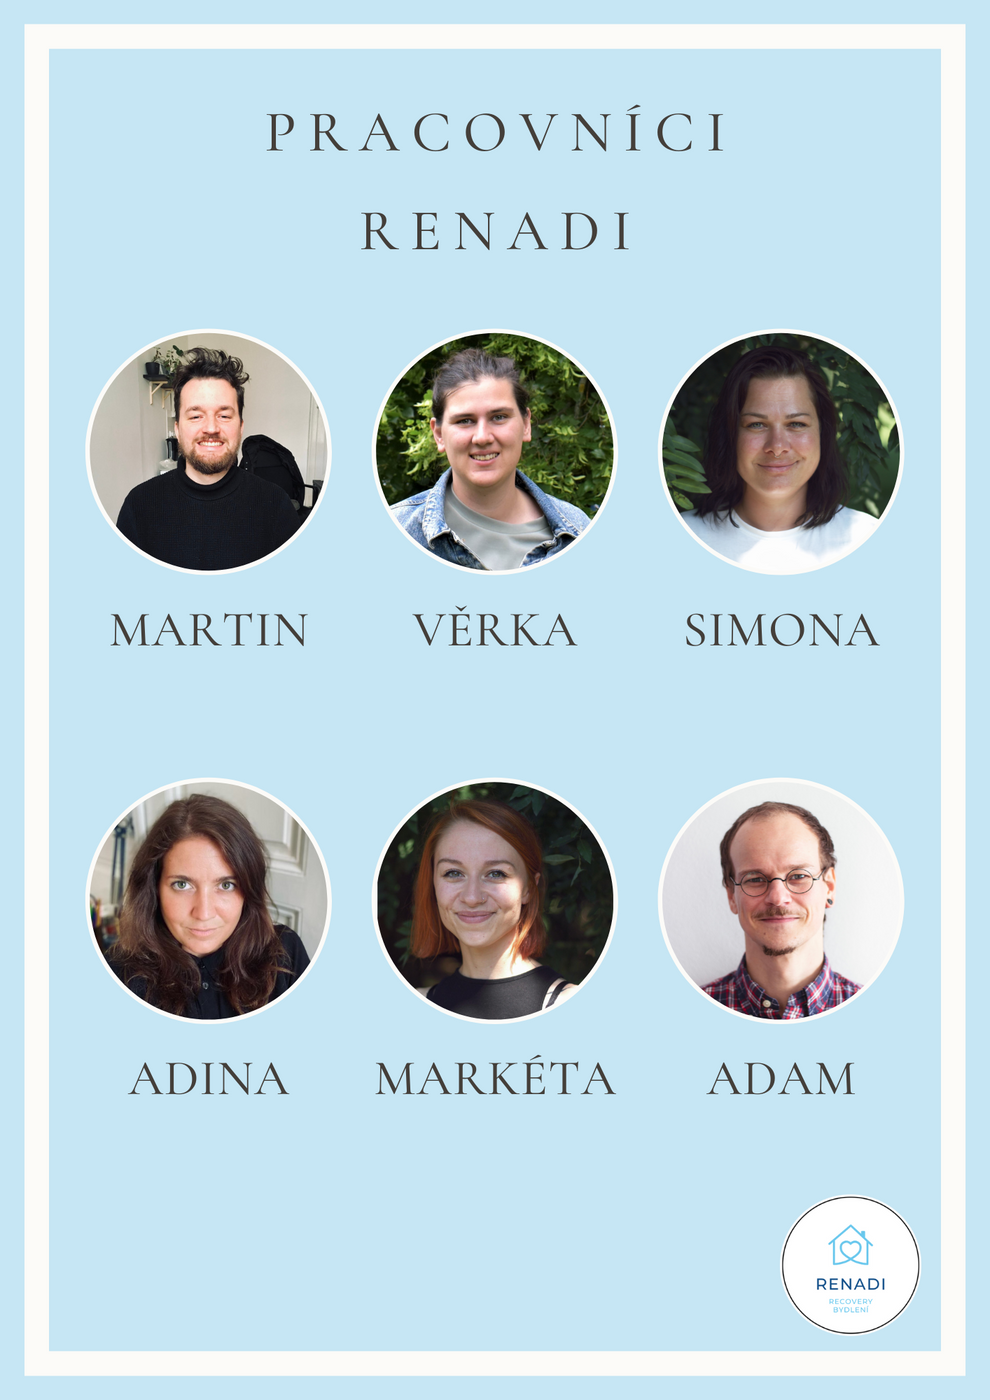 PRACOVNÍCI
RENADI
MARTIN
VĚRKA
SIMONA
ADINA
MARKÉTA
ADAM
RENADI
RECOVERY
BYDLENÍ